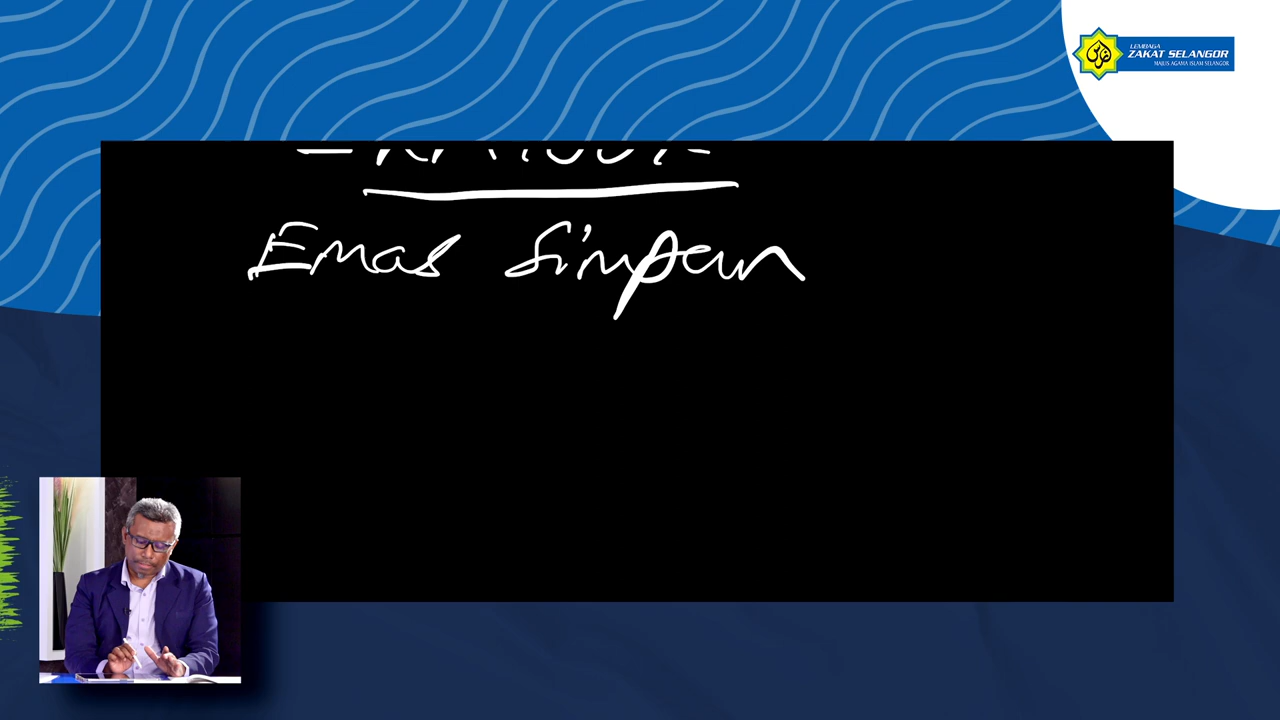 LEMBAGA
ZAKAT SELANGOR
MAJLIS AGAMA ISLAM SELANGOR
Emas Simpan